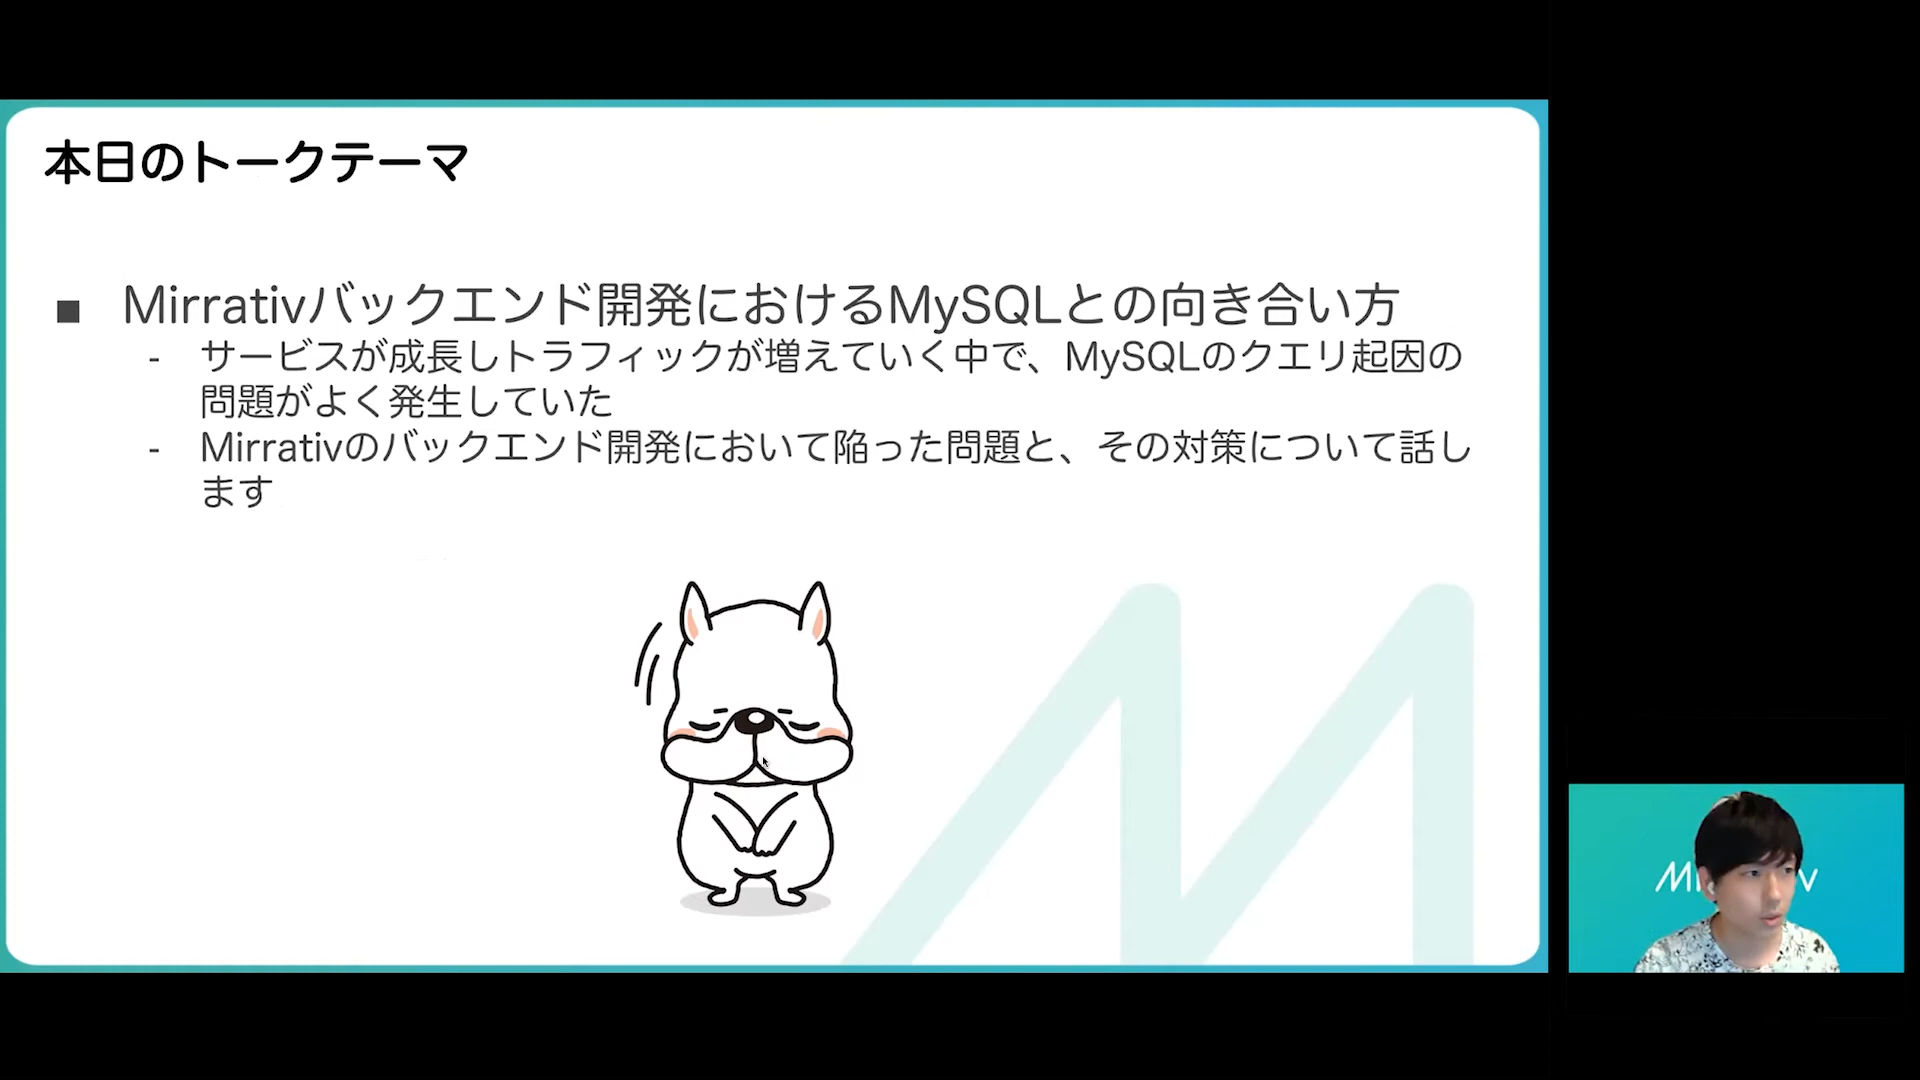 本日のトークテーマ
■ Mirrativバックエンド開発におけるMySQLとの向き合い方
- サービスが成長しトラフィックが増えていく中で、MySQLのクエリ起因の
問題がよく発生していた
- Mirrativのバックエンド開発において陥った問題と、その対策について話し
ます